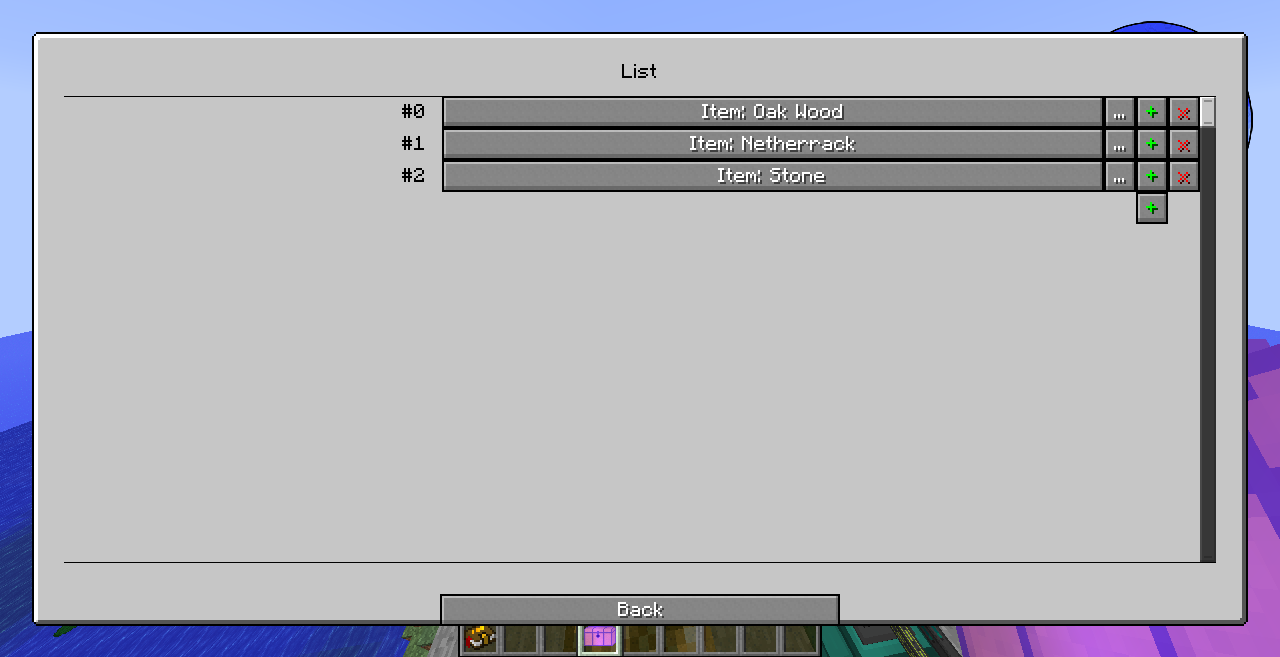 List
#0 Item: Oak Wood ... + x
#1 Item: Netherrack ... + x
#2 Item: Stone ... + x
+
Back